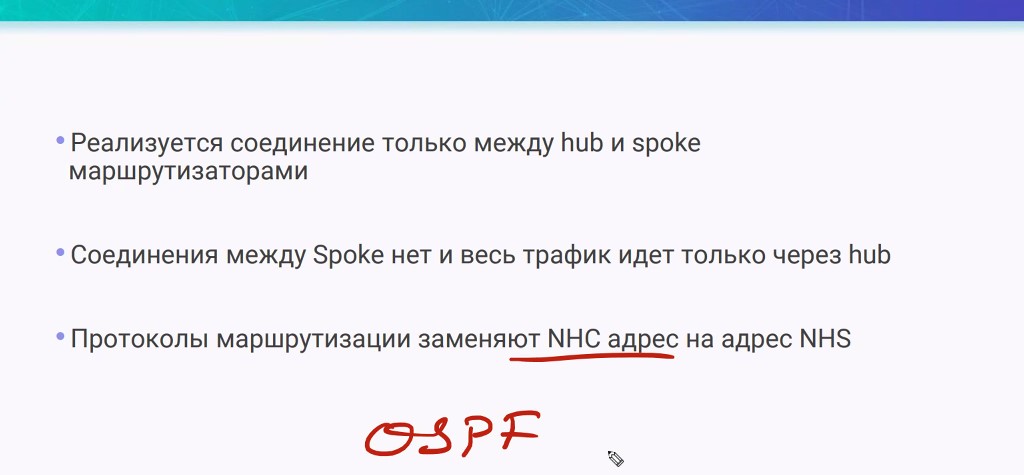 • Реализуется соединение только между hub и spoke
маршрутизаторами
• Соединения между Spoke нет и весь трафик идет только через hub
• Протоколы маршрутизации заменяют NHC адрес на адрес NHS
OSPF